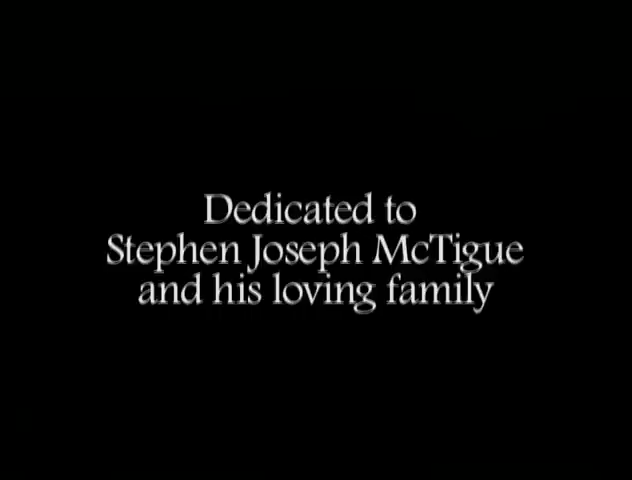 Dedicated to
Stephen Joseph McTigue
and his loving family